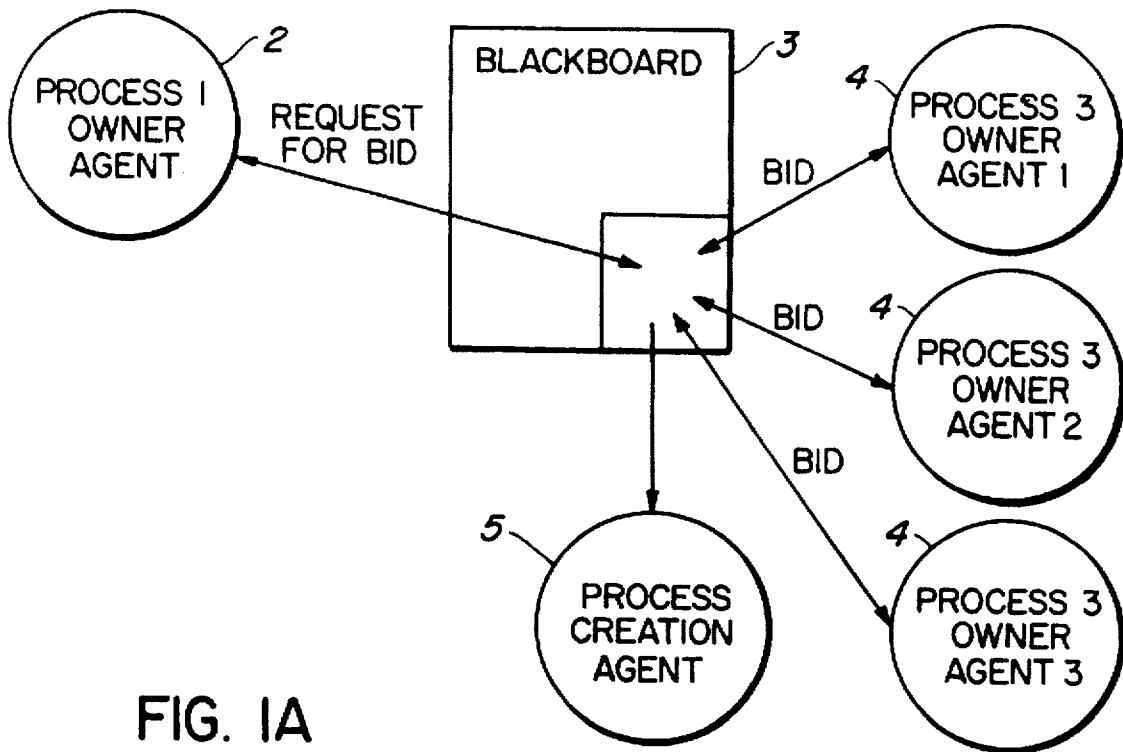 2
PROCESS 1
OWNER
AGENT
REQUEST
FOR BID
BLACKBOARD
3
4
PROCESS 3
OWNER
AGENT 1
BID
4
PROCESS 3
OWNER
AGENT 2
BID
4
PROCESS 3
OWNER
AGENT 3
BID
5
PROCESS
CREATION
AGENT
FIG. 1A